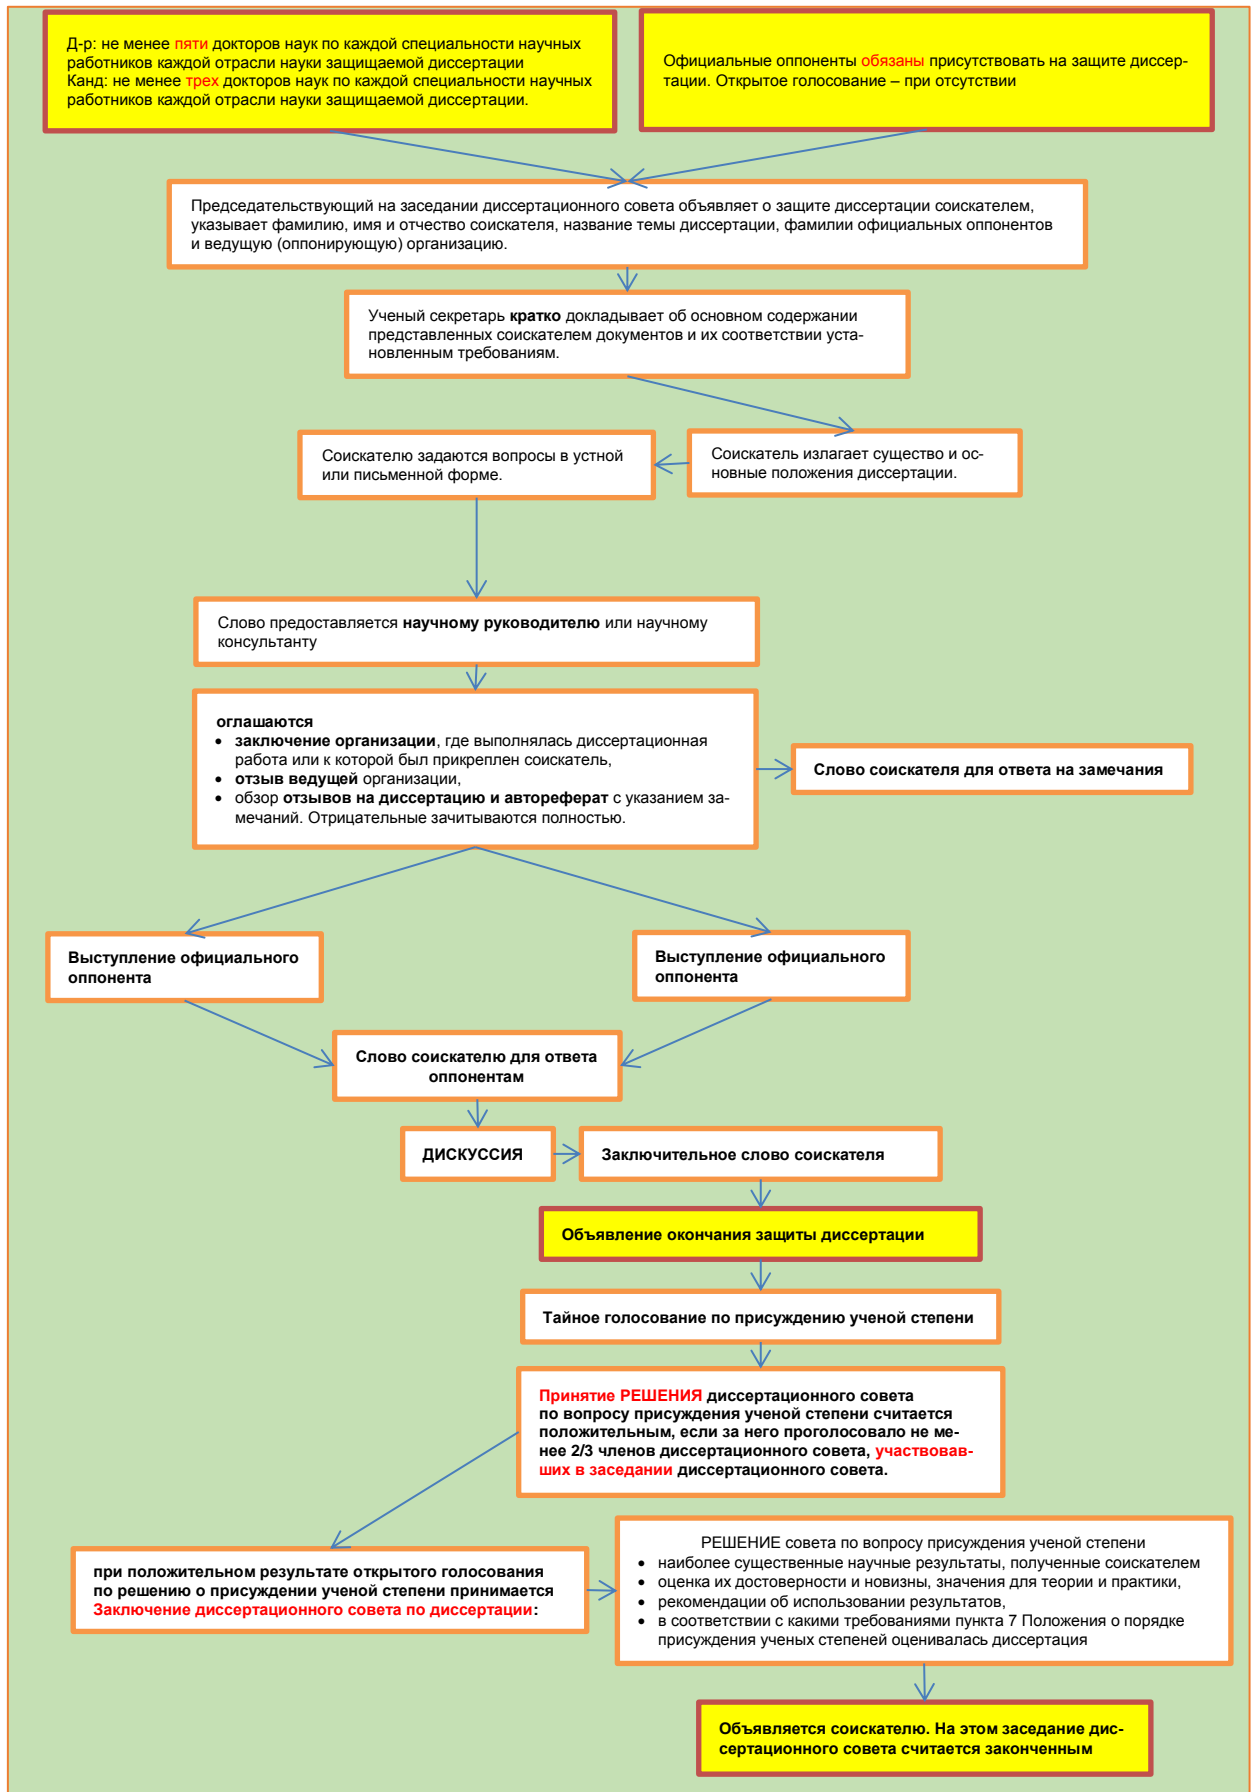 Д-р: не менее пяти докторов наук по каждой специальности научных
работников каждой отрасли науки защищаемой диссертации
Канд: не менее трех докторов наук по каждой специальности научных
работников каждой отрасли науки защищаемой диссертации.
Официальные оппоненты обязаны присутствовать на защите диссер-
тации. Открытое голосование – при отсутствии
Председательствующий на заседании диссертационного совета объявляет о защите диссертации соискателем,
указывает фамилию, имя и отчество соискателя, название темы диссертации, фамилии официальных оппонентов
и ведущую (оппонирующую) организацию.
Ученый секретарь кратко докладывает об основном содержании
представленных соискателем документов и их соответствии уста-
новленным требованиям.
Соискатель излагает существо и ос-
новные положения диссертации.
Соискателю задаются вопросы в устной
или письменной форме.
Слово предоставляется научному руководителю или научному
консультанту
оглашаются
• заключение организации, где выполнялась диссертационная
работа или к которой был прикреплен соискатель,
• отзыв ведущей организации,
• обзор отзывов на диссертацию и автореферат с указанием за-
мечаний. Отрицательные зачитываются полностью.
Слово соискателя для ответа на замечания
Выступление официального
оппонента
Выступление официального
оппонента
Слово соискателю для ответа
оппонентам
ДИСКУССИЯ
Заключительное слово соискателя
Объявление окончания защиты диссертации
Тайное голосование по присуждению ученой степени
Принятие РЕШЕНИЯ диссертационного совета
по вопросу присуждения ученой степени считается
положительным, если за него проголосовало не ме-
нее 2/3 членов диссертационного совета, участвовав-
ших в заседании диссертационного совета.
при положительном результате открытого голосования
по решению о присуждении ученой степени принимается
Заключение диссертационного совета по диссертации:
РЕШЕНИЕ совета по вопросу присуждения ученой степени
• наиболее существенные научные результаты, полученные соискателем
• оценка их достоверности и новизны, значения для теории и практики,
• рекомендации об использовании результатов,
• в соответствии с какими требованиями пункта 7 Положения о порядке
присуждения ученых степеней оценивалась диссертация
Объявляется соискателю. На этом заседание дис-
сертационного совета считается законченным